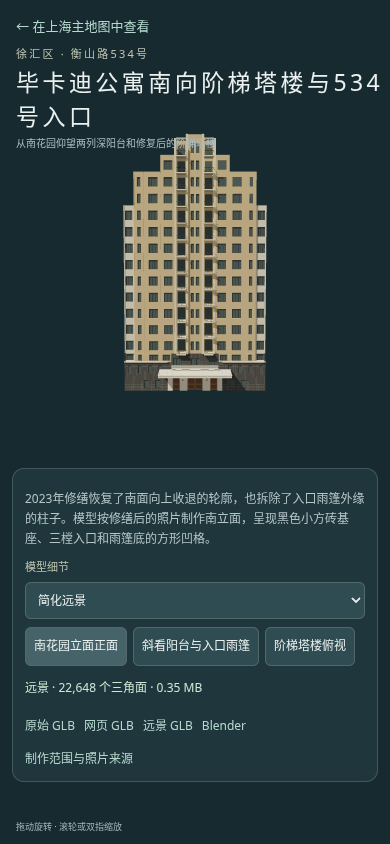 ← 在上海主地图中查看
徐汇区 · 衡山路534号
毕卡迪公寓南向阶梯塔楼与534
号入口
从南花园仰望两列深阳台和修复后的
2023年修缮恢复了南面向上收退的轮廓，也拆除了入口雨篷外缘
的柱子。模型按修缮后的照片制作南立面，呈现黑色小方砖基
座、三樘入口和雨篷底的方形凹格。
模型细节
简化远景
南花园立面正面 斜看阳台与入口雨篷 阶梯塔楼俯视
远景 · 22,648 个三角面 · 0.35 MB
原始 GLB 网页 GLB 远景 GLB Blender
制作范围与照片来源
拖动旋转 · 滚轮或双指缩放